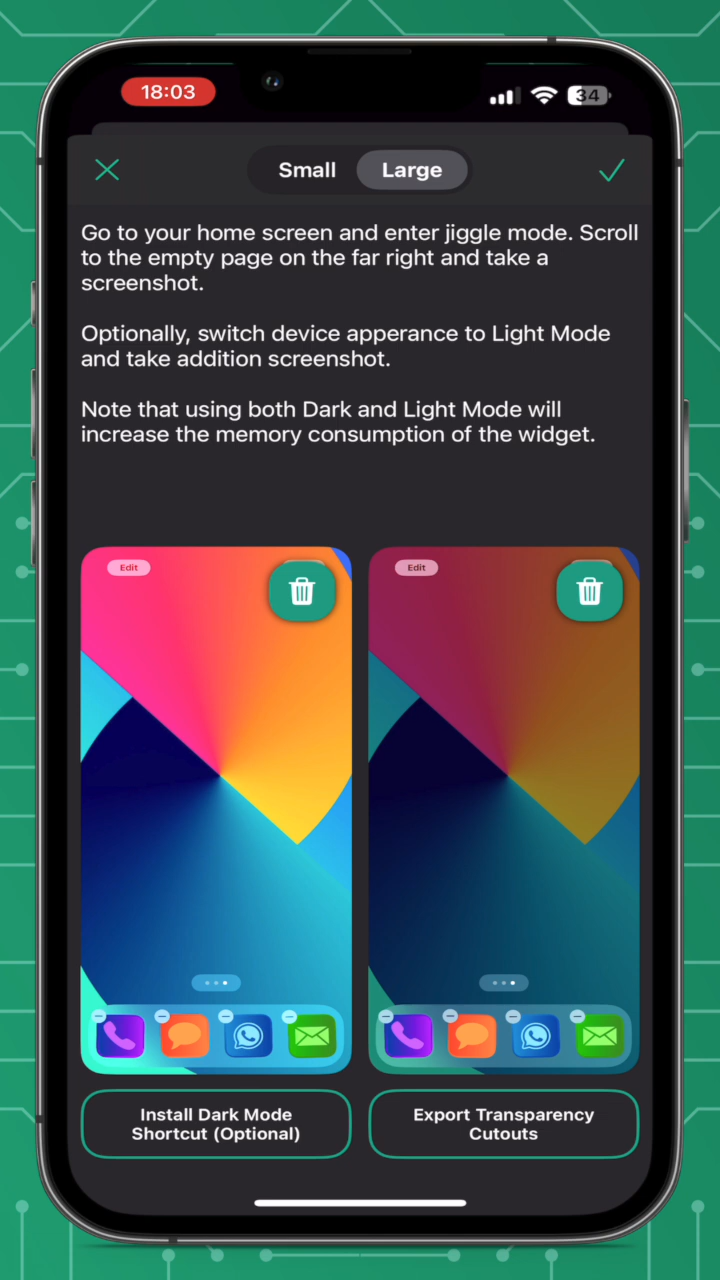 18:03
34
Small
Large
Go to your home screen and enter jiggle mode. Scroll
to the empty page on the far right and take a
screenshot.
Optionally, switch device apperance to Light Mode
and take addition screenshot.
Note that using both Dark and Light Mode will
increase the memory consumption of the widget.
Edit
Edit
Install Dark Mode
Shortcut (Optional)
Export Transparency
Cutouts